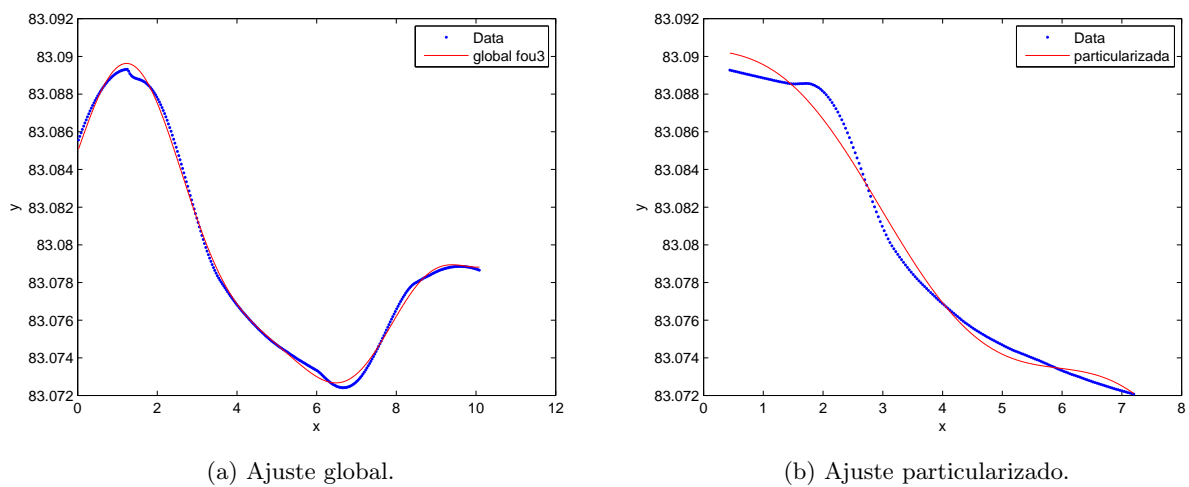 83.092
83.09
83.088
83.086
83.084
83.082
83.08
83.078
83.076
83.074
83.072
y
0 2 4 6 8 10 12
x
Data
global fou3
(a) Ajuste global.
83.092
83.09
83.088
83.086
83.084
83.082
83.08
83.078
83.076
83.074
83.072
y
0 1 2 3 4 5 6 7 8
x
Data
particularizada
(b) Ajuste particularizado.